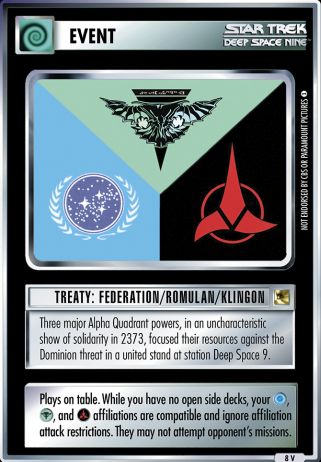 EVENT
STAR TREK
DEEP SPACE NINE
NOT ENDORSED BY CBS OR PARAMOUNT PICTURES
TREATY: FEDERATION/ROMULAN/KLINGON
Three major Alpha Quadrant powers, in an uncharacteristic
show of solidarity in 2373, focused their resources against the
Dominion threat in a united stand at station Deep Space 9.
Plays on table. While you have no open side decks, your
, and affiliations are compatible and ignore affiliation
attack restrictions. They may not attempt opponent's missions.
8 V